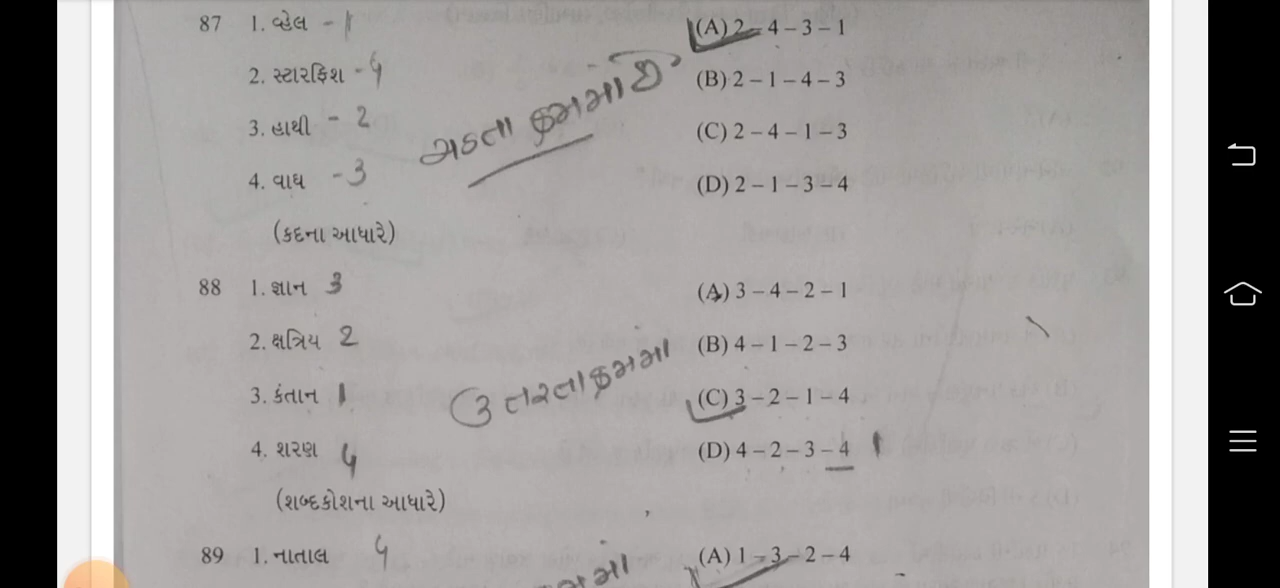 87 1. વ્હેલ - 1 (A) 2 - 4 - 3 - 1
2. સ્ટારફિશ - 4 (B) 2 - 1 - 4 - 3
3. હાથી - 2 (C) 2 - 4 - 1 - 3
4. વાઘ - 3 (D) 2 - 1 - 3 - 4
(કદના આધારે)
88 1. જ્ઞાન 3 (A) 3 - 4 - 2 - 1
2. ક્ષત્રિય 2 (B) 4 - 1 - 2 - 3
ઉતરતા ક્રમમા
3. કંતાન 1 (C) 3 - 2 - 1 - 4
4. શરણ 4 (D) 4 - 2 - 3 - 4 1
(શબ્દકોશના આધારે)
89 1. નાતાલ 4 (A) 1 - 3 - 2 - 4